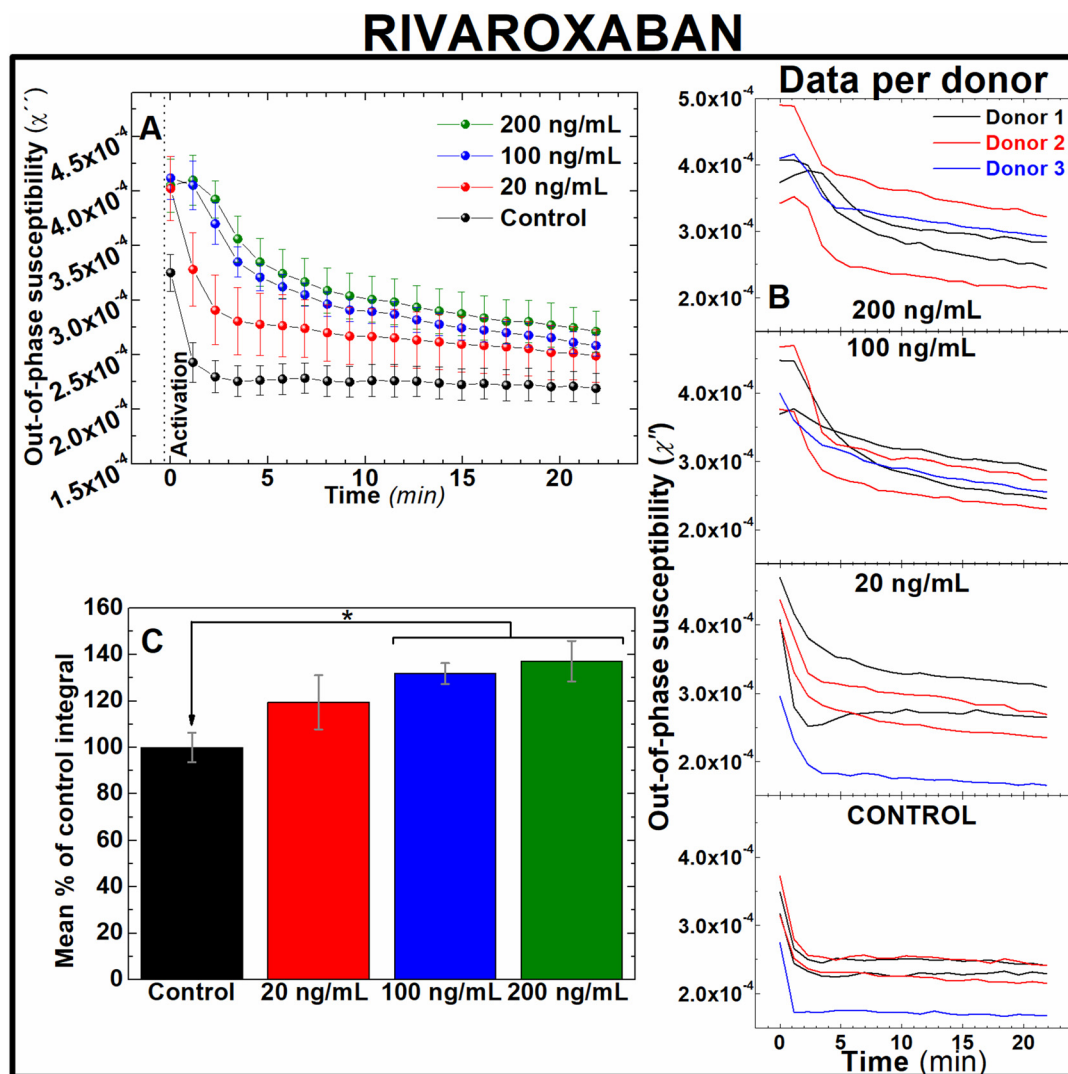 RIVAROXABAN
A
Out-of-phase susceptibility (χ´´)
4.5x10⁻⁴
4.0x10⁻⁴
3.5x10⁻⁴
3.0x10⁻⁴
2.5x10⁻⁴
2.0x10⁻⁴
1.5x10⁻⁴
200 ng/mL
100 ng/mL
20 ng/mL
Control
Activation
0 5 10 15 20
Time (min)
C
Mean % of control integral
160
140
120
100
80
60
40
20
0
*
Control 20 ng/mL 100 ng/mL 200 ng/mL
Data per donor
B
Out-of-phase susceptibility (χ")
5.0x10⁻⁴
4.0x10⁻⁴
3.0x10⁻⁴
2.0x10⁻⁴
Donor 1
Donor 2
Donor 3
200 ng/mL
100 ng/mL
4.0x10⁻⁴
3.0x10⁻⁴
2.0x10⁻⁴
20 ng/mL
4.0x10⁻⁴
3.0x10⁻⁴
2.0x10⁻⁴
CONTROL
4.0x10⁻⁴
3.0x10⁻⁴
2.0x10⁻⁴
0 5 10 15 20
Time (min)